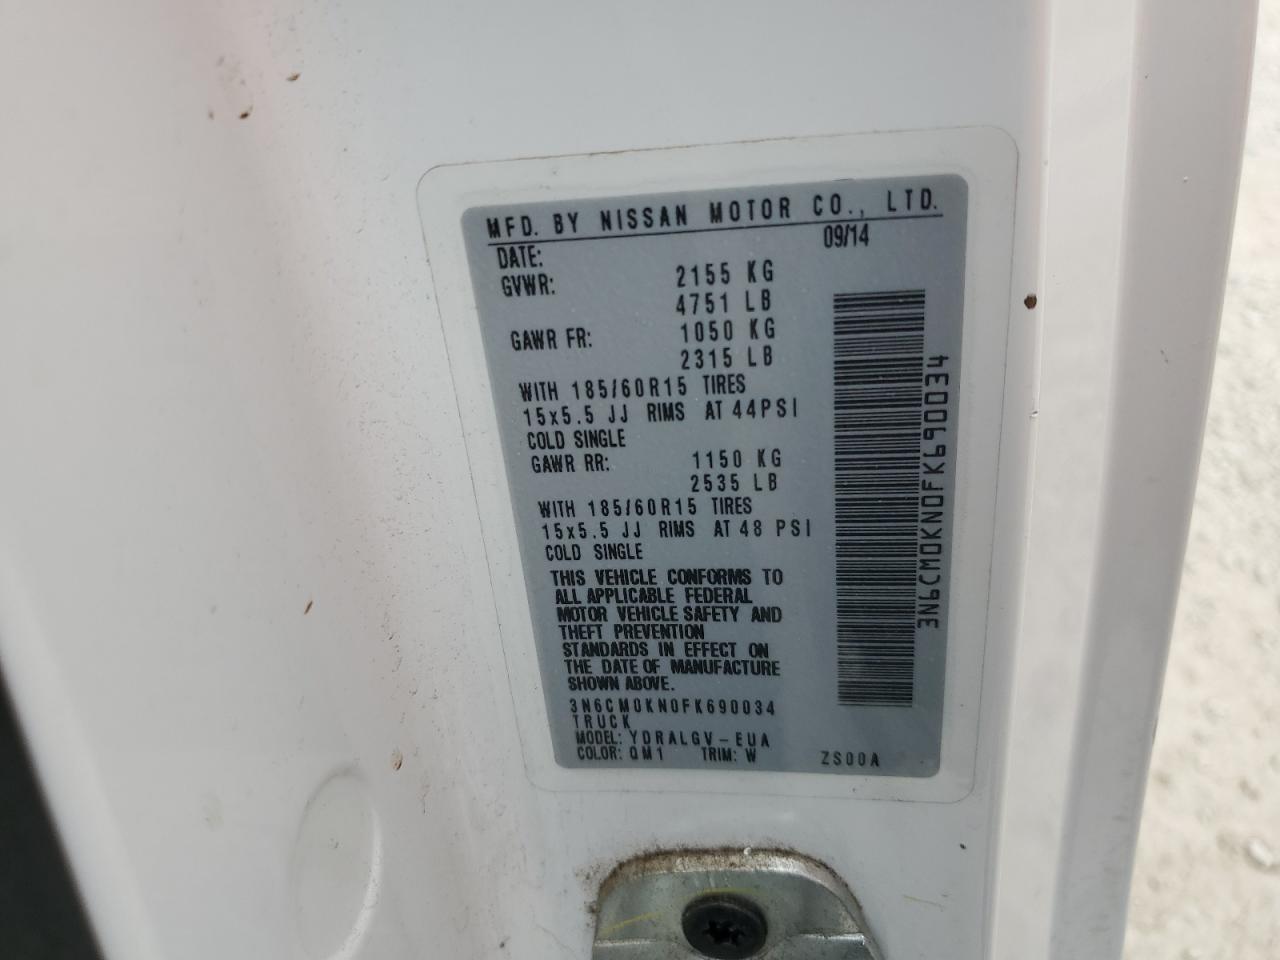 MFD. BY NISSAN MOTOR CO., LTD.
DATE: 09/14
GVWR: 2155 KG
4751 LB
GAWR FR: 1050 KG
2315 LB
WITH 185/60R15 TIRES
15x5.5 JJ RIMS AT 44PSI
COLD SINGLE
GAWR RR: 1150 KG
2535 LB
WITH 185/60R15 TIRES
15x5.5 JJ RIMS AT 48 PSI
COLD SINGLE
THIS VEHICLE CONFORMS TO
ALL APPLICABLE FEDERAL
MOTOR VEHICLE SAFETY AND
THEFT PREVENTION
STANDARDS IN EFFECT ON
THE DATE OF MANUFACTURE
SHOWN ABOVE.
3N6CM0KN0FK690034
TRUCK
MODEL: YDRALGV-EUA
COLOR: QM1 TRIM: W ZS00A
3N6CM0KN0FK690034